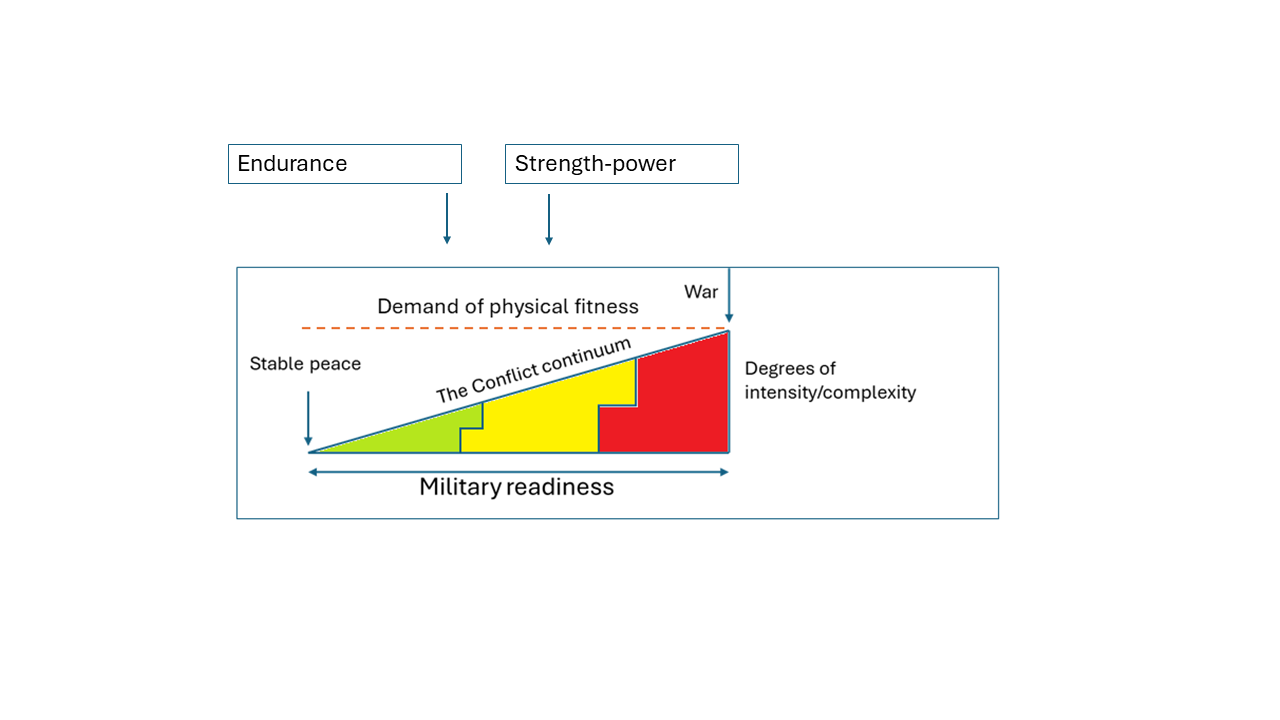 Endurance
Strength-power
War
Demand of physical fitness
The Conflict continuum
Stable peace
Degrees of
intensity/complexity
Military readiness